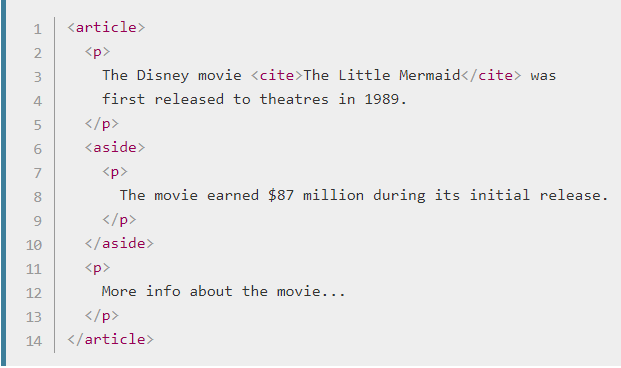 1 <article>
2   <p>
3     The Disney movie <cite>The Little Mermaid</cite> was
4     first released to theatres in 1989.
5   </p>
6   <aside>
7     <p>
8       The movie earned $87 million during its initial release.
9     </p>
10   </aside>
11   <p>
12     More info about the movie...
13   </p>
14 </article>